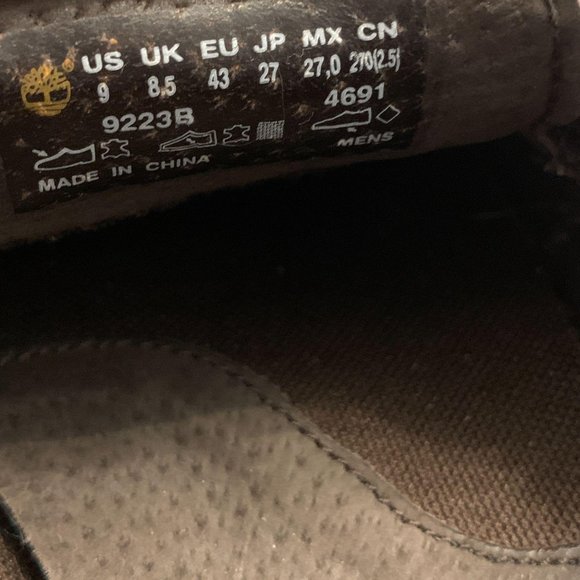 US UK EU JP MX CN
9 8.5 43 27 27,0 270(2.5)
9223B 4691
MENS
MADE IN CHINA